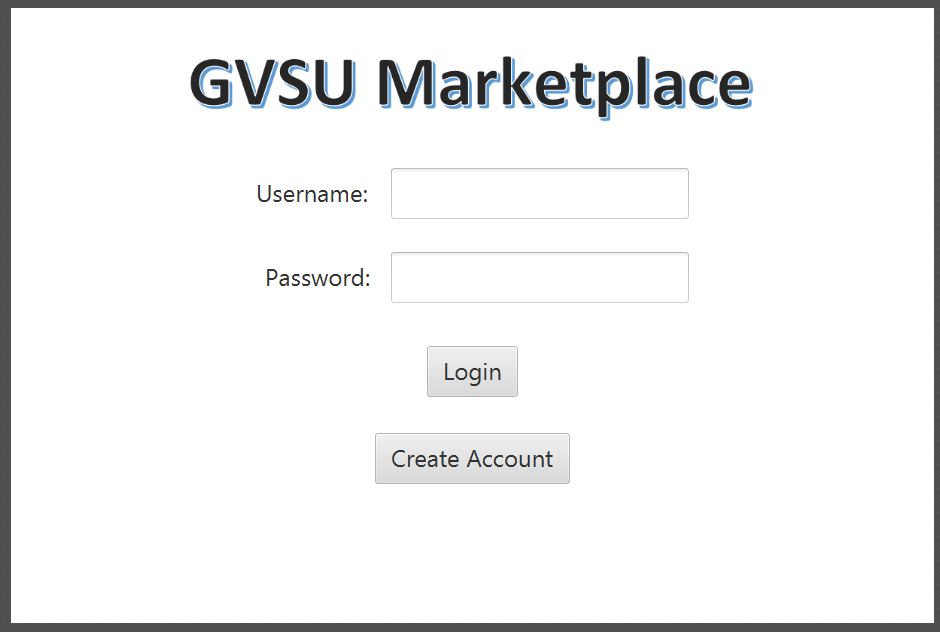 GVSU Marketplace
Username:
Password:
Login
Create Account